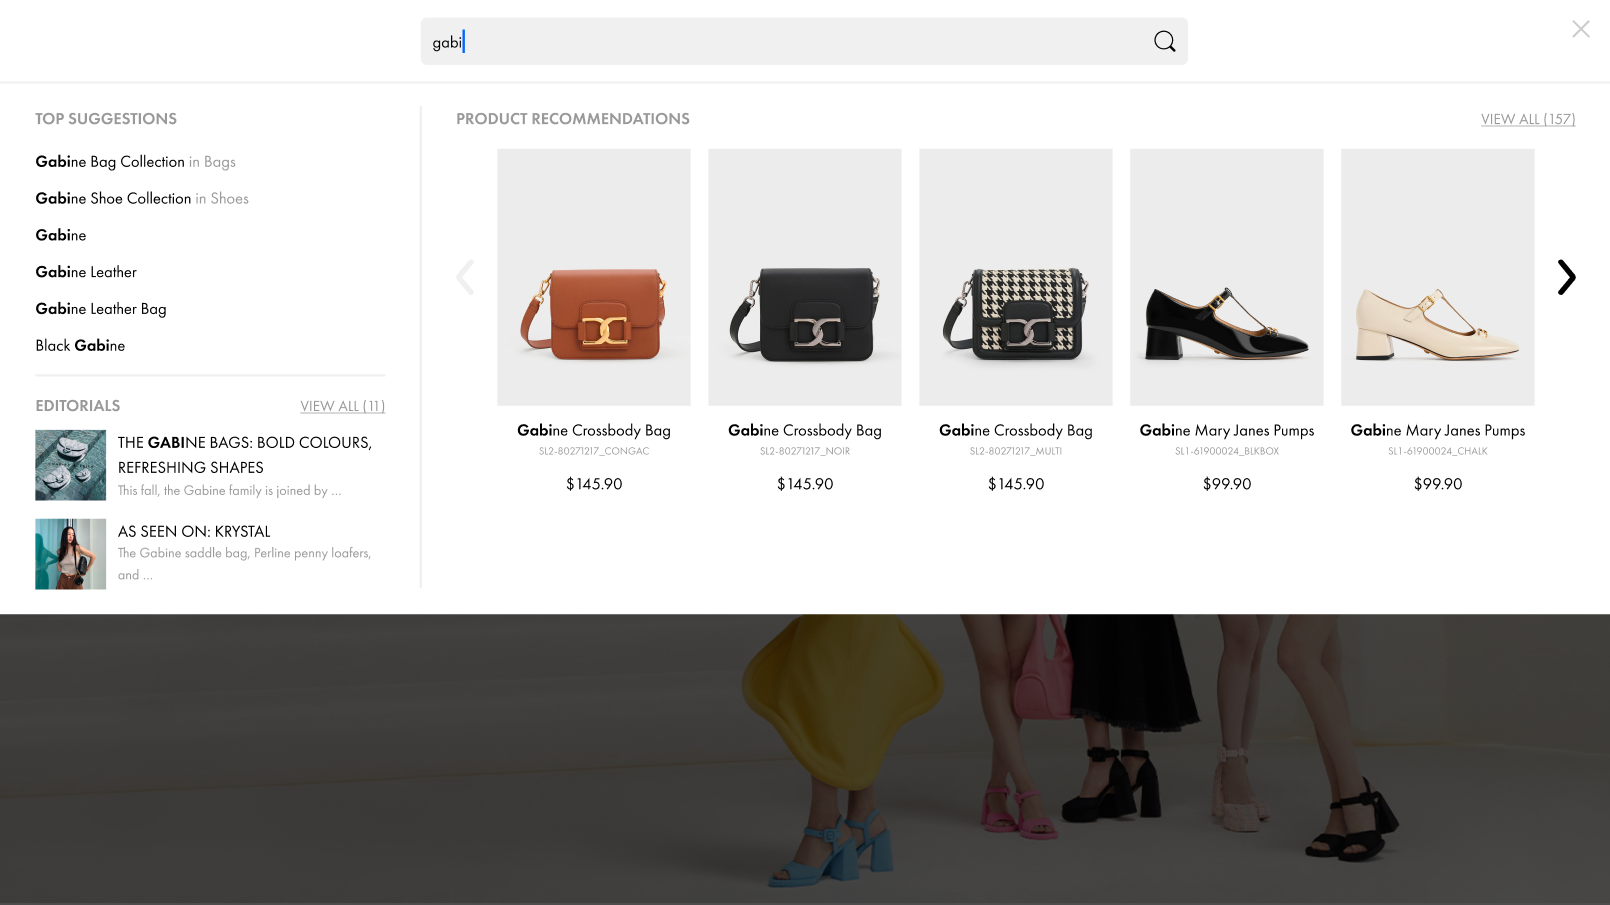 gabi
TOP SUGGESTIONS
Gabine Bag Collection in Bags
Gabine Shoe Collection in Shoes
Gabine
Gabine Leather
Gabine Leather Bag
Black Gabine
EDITORIALS
VIEW ALL (11)
THE GABINE BAGS: BOLD COLOURS,
REFRESHING SHAPES
This fall, the Gabine family is joined by ...
AS SEEN ON: KRYSTAL
The Gabine saddle bag, Perline penny loafers,
and ...
PRODUCT RECOMMENDATIONS
VIEW ALL (157)
Gabine Crossbody Bag
SL2-80271217_CONGAC
$145.90
Gabine Crossbody Bag
SL2-80271217_NOIR
$145.90
Gabine Crossbody Bag
SL2-80271217_MULTI
$145.90
Gabine Mary Janes Pumps
SL1-61900024_BLKBOX
$99.90
Gabine Mary Janes Pumps
SL1-61900024_CHALK
$99.90